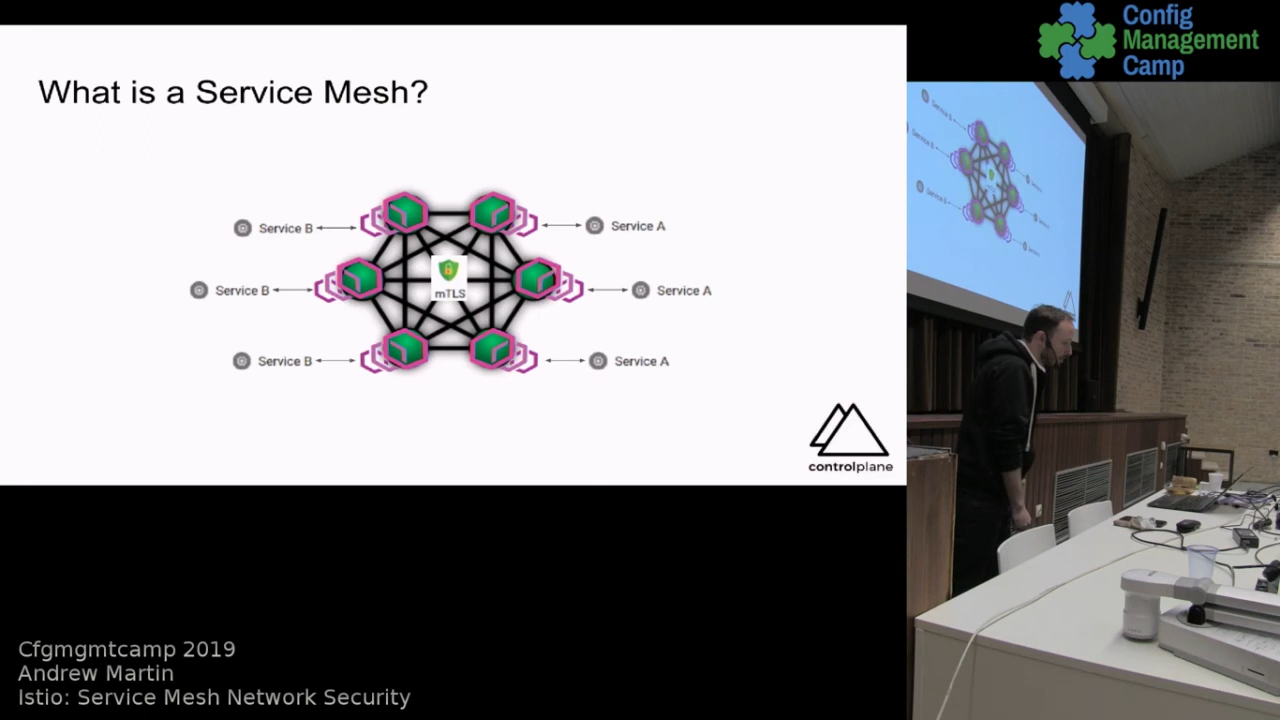 Config
Management
Camp
What is a Service Mesh?
Service B
Service A
mTLS
Service B
Service A
Service B
Service A
controlplane
Cfgmgmtcamp 2019
Andrew Martin
Istio: Service Mesh Network Security